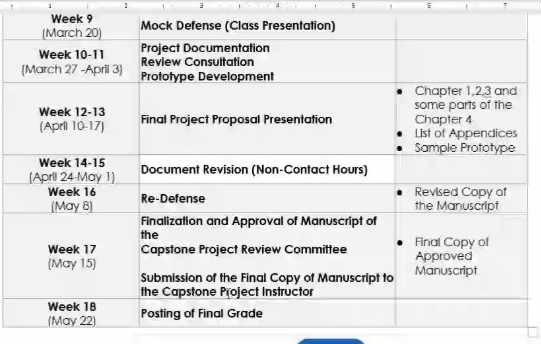 Week 9
(March 20)
Mock Defense (Class Presentation)
Week 10-11
(March 27 -April 3)
Project Documentation
Review Consultation
Prototype Development
Week 12-13
(April 10-17)
Final Project Proposal Presentation
• Chapter 1,2,3 and
some parts of the
Chapter 4
• List of Appendices
• Sample Prototype
Week 14-15
(April 24-May 1)
Document Revision (Non-Contact Hours)
Week 16
(May 8)
Re-Defense
• Revised Copy of
the Manuscript
Week 17
(May 15)
Finalization and Approval of Manuscript of
the
Capstone Project Review Committee
Submission of the Final Copy of Manuscript to
the Capstone Project Instructor
• Final Copy of
Approved
Manuscript
Week 18
(May 22)
Posting of Final Grade